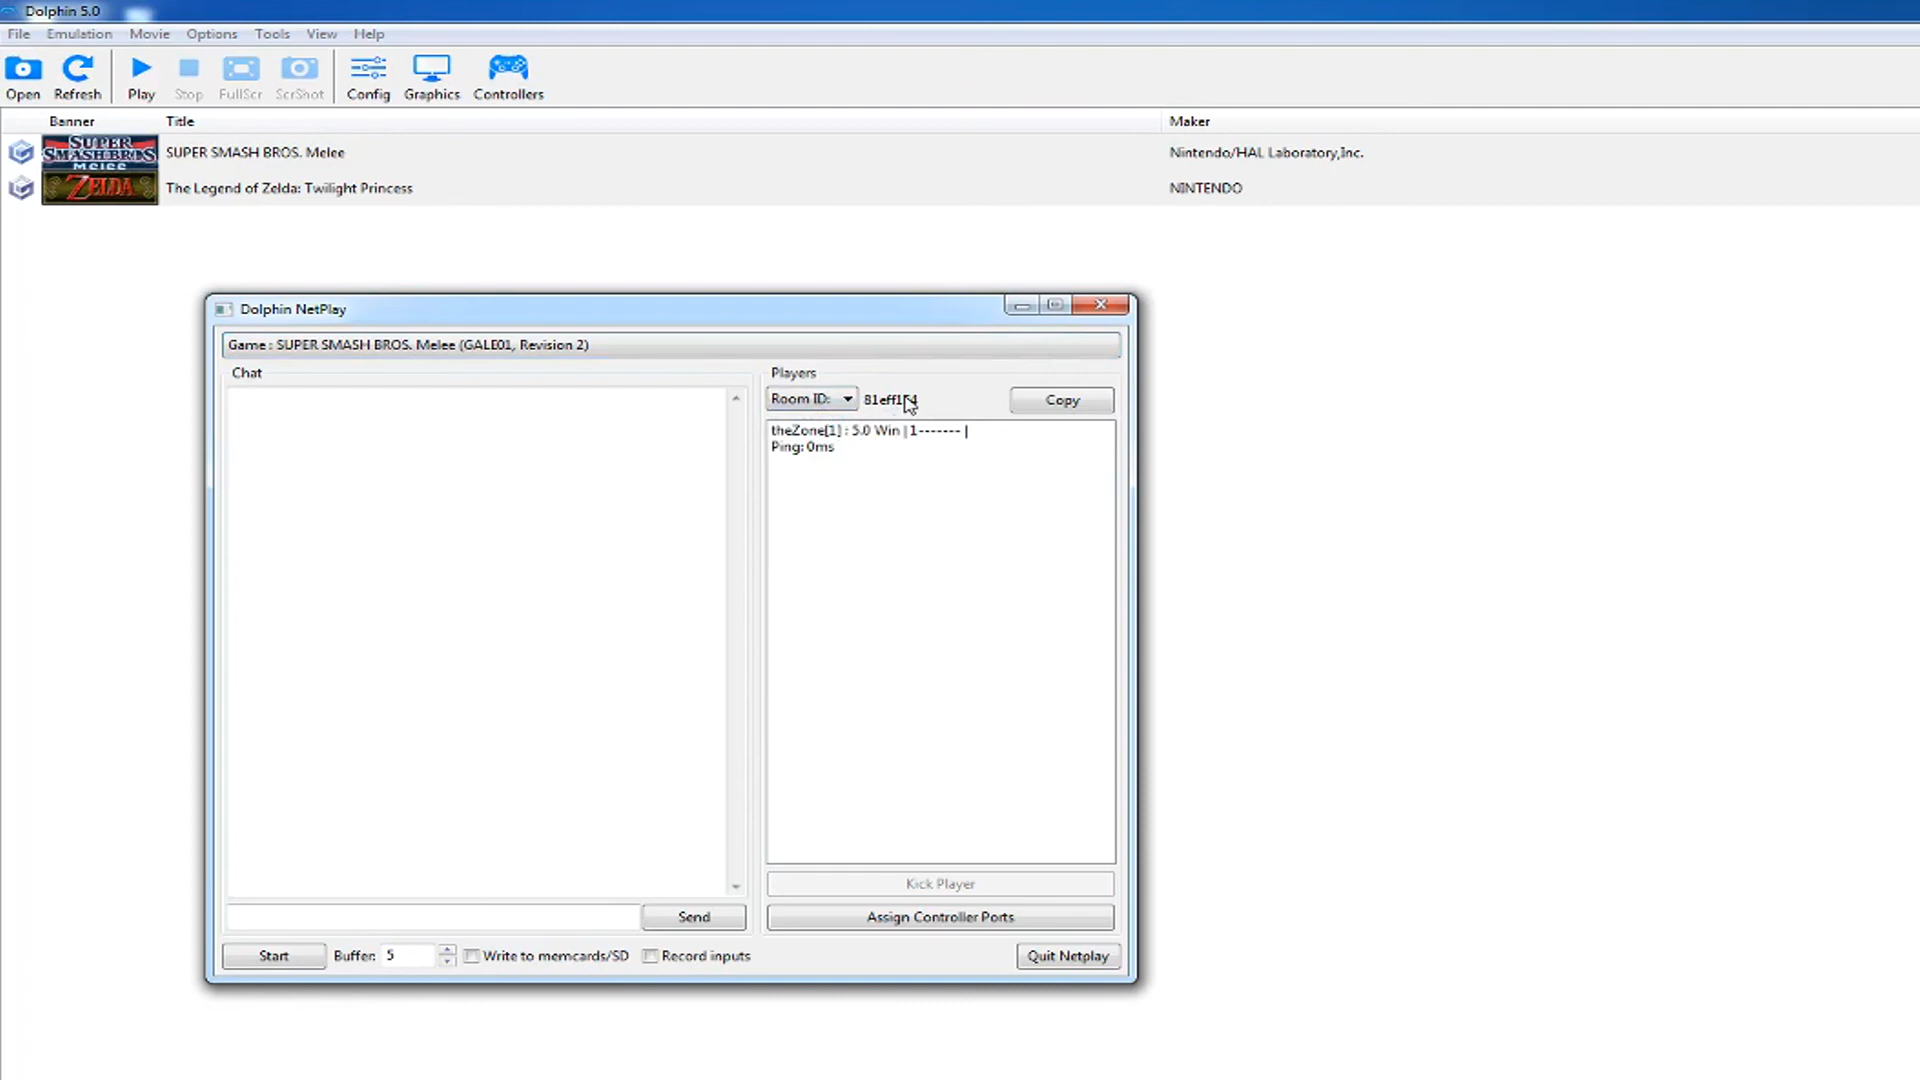 Dolphin 5.0
File Emulation Movie Options Tools View Help
Open Refresh Play Stop FullScr ScrShot Config Graphics Controllers
Banner Title Maker
SUPER SMASH BROS. Melee
SUPER SMASH BROS. Melee Nintendo/HAL Laboratory,Inc.
ZELDA
The Legend of Zelda: Twilight Princess NINTENDO
Dolphin NetPlay
Game : SUPER SMASH BROS. Melee (GALE01, Revision 2)
Chat Players
Room ID: Copy
theZone[1] : 5.0 Win |1------- |
Ping: 0ms
Kick Player
Send Assign Controller Ports
Start Buffer: 5 Write to memcards/SD Record inputs Quit Netplay